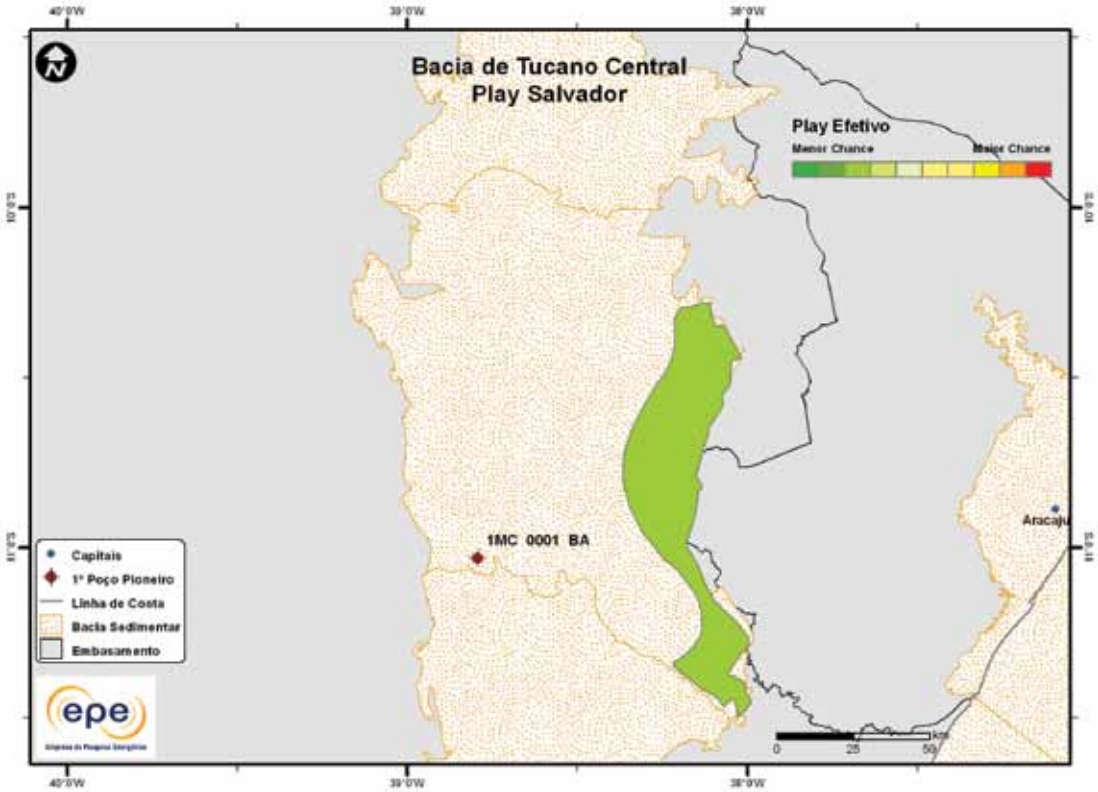 40°0'W
39°0'W
38°0'W
Bacia de Tucano Central
Play Salvador
Play Efetivo
Menor Chance
Maior Chance
10°0'S
10°0'S
Aracaju
1MC 0001 BA
11°0'S
11°0'S
Capitais
1º Poço Pioneiro
Linha de Costa
Bacia Sedimentar
Embasamento
epe
Empresa de Pesquisa Energética
km
0 25 50
40°0'W
39°0'W
38°0'W
N